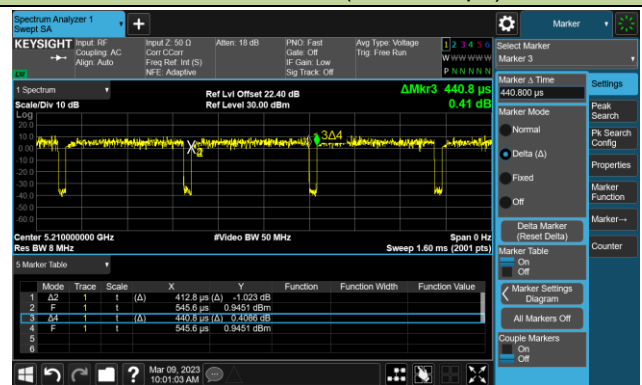 Spectrum Analyzer 1
Swept SA
Marker
KEYSIGHT
Input: RF
Coupling: AC
Align: Auto
Input Z: 50 Ω
Corr CCorr
Freq Ref: Int (S)
NFE: Adaptive
Atten: 18 dB
PNO: Fast
Gate: Off
IF Gain: Low
Sig Track: Off
Avg Type: Voltage
Trig: Free Run
1 2 3 4 5 6
W W W W W W
P N N N N N
Select Marker
Marker 3
1 Spectrum
Scale/Div 10 dB
Log
Ref Lvl Offset 22.40 dB
Ref Level 30.00 dBm
ΔMkr3 440.8 µs
0.41 dB
20.0
10.0
0.00
-10.0
-20.0
-30.0
-40.0
-50.0
-60.0
3Δ4
Center 5.210000000 GHz
Res BW 8 MHz
#Video BW 50 MHz
Span 0 Hz
Sweep 1.60 ms (2001 pts)
5 Marker Table
Mode Trace Scale X Y Function Function Width Function Value
1 Δ2 1 t (Δ) 412.8 µs (Δ) -1.023 dB
2 F 1 t 545.6 µs 0.9451 dBm
3 Δ4 1 t (Δ) 440.8 µs (Δ) 0.4086 dB
4 F 1 t 545.6 µs 0.9451 dBm
5
6
Marker Δ Time
440.800 µs
Marker Mode
Normal
Delta (Δ)
Fixed
Off
Delta Marker
(Reset Delta)
Marker Table
On
Off
Marker Settings
Diagram
All Markers Off
Couple Markers
On
Off
Settings
Peak
Search
Pk Search
Config
Properties
Marker
Function
Marker→
Counter
Mar 09, 2023
10:01:03 AM